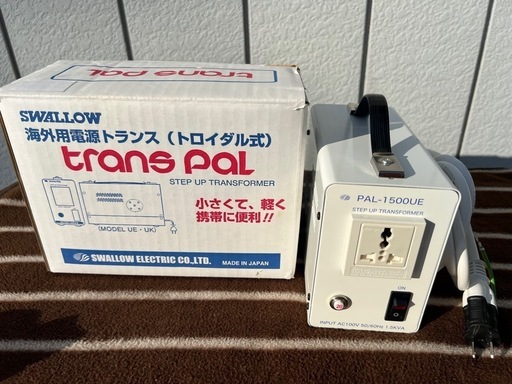 trans pal
SWALLOW
海外用電源トランス（トロイダル式）
trans pal
STEP UP TRANSFORMER
小さくて、軽く
携帯に便利!!
(MODEL UE・UK)
SWALLOW ELECTRIC CO.,LTD.
MADE IN JAPAN
PAL-1500UE
STEP UP TRANSFORMER
ON
INPUT AC100V 50/60Hz 1.5KVA